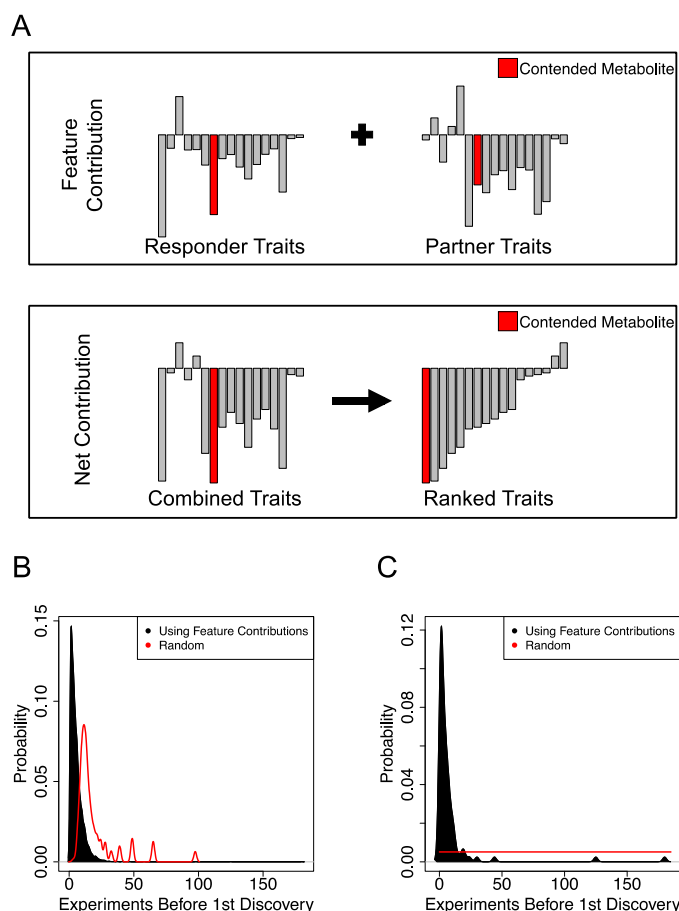 A
Contended Metabolite
Feature
Contribution
Responder Traits
Partner Traits
Contended Metabolite
Net Contribution
Combined Traits
Ranked Traits
B
Using Feature Contributions
Random
Probability
0.00
0.05
0.10
0.15
0
50
100
150
Experiments Before 1st Discovery
C
Using Feature Contributions
Random
Probability
0.00
0.04
0.08
0.12
0
50
100
150
Experiments Before 1st Discovery